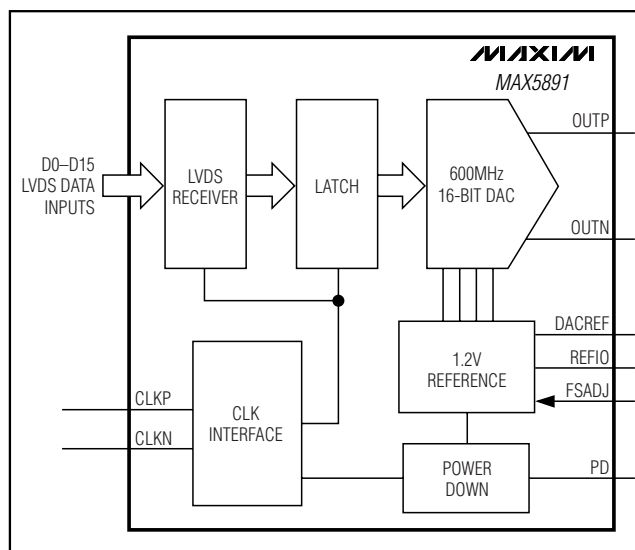 MAXIM
MAX5891
D0–D15
LVDS DATA
INPUTS
LVDS
RECEIVER
LATCH
600MHz
16-BIT DAC
OUTP
OUTN
DACREF
REFIO
FSADJ
1.2V
REFERENCE
CLKP
CLKN
CLK
INTERFACE
POWER
DOWN
PD